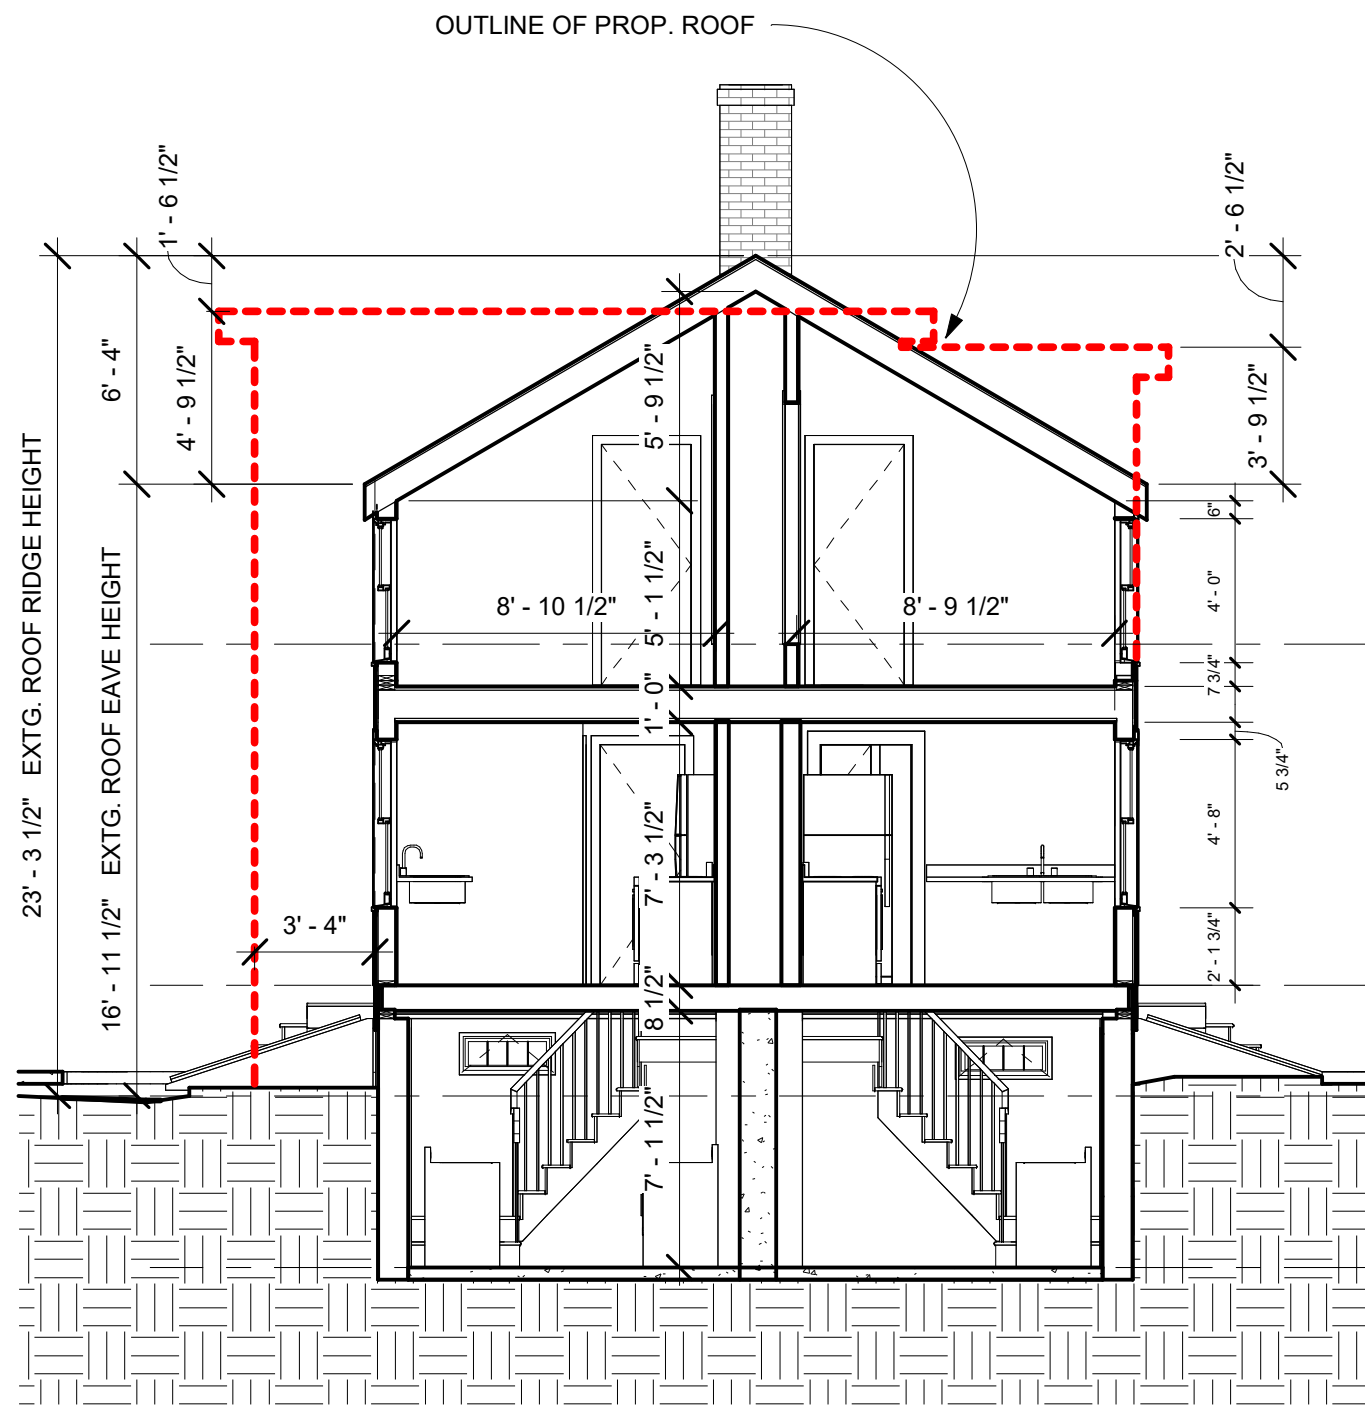 OUTLINE OF PROP. ROOF
1' - 6 1/2"
2' - 6 1/2"
6' - 4"
4' - 9 1/2"
5' - 9 1/2"
3' - 9 1/2"
23' - 3 1/2" EXTG. ROOF RIDGE HEIGHT
16' - 11 1/2" EXTG. ROOF EAVE HEIGHT
6"
4' - 0"
5' - 1 1/2"
8' - 10 1/2"
8' - 9 1/2"
7 3/4"
1' - 0"
5 3/4"
4' - 8"
7' - 3 1/2"
3' - 4"
2' - 1 3/4"
8 1/2"
7' - 1 1/2"